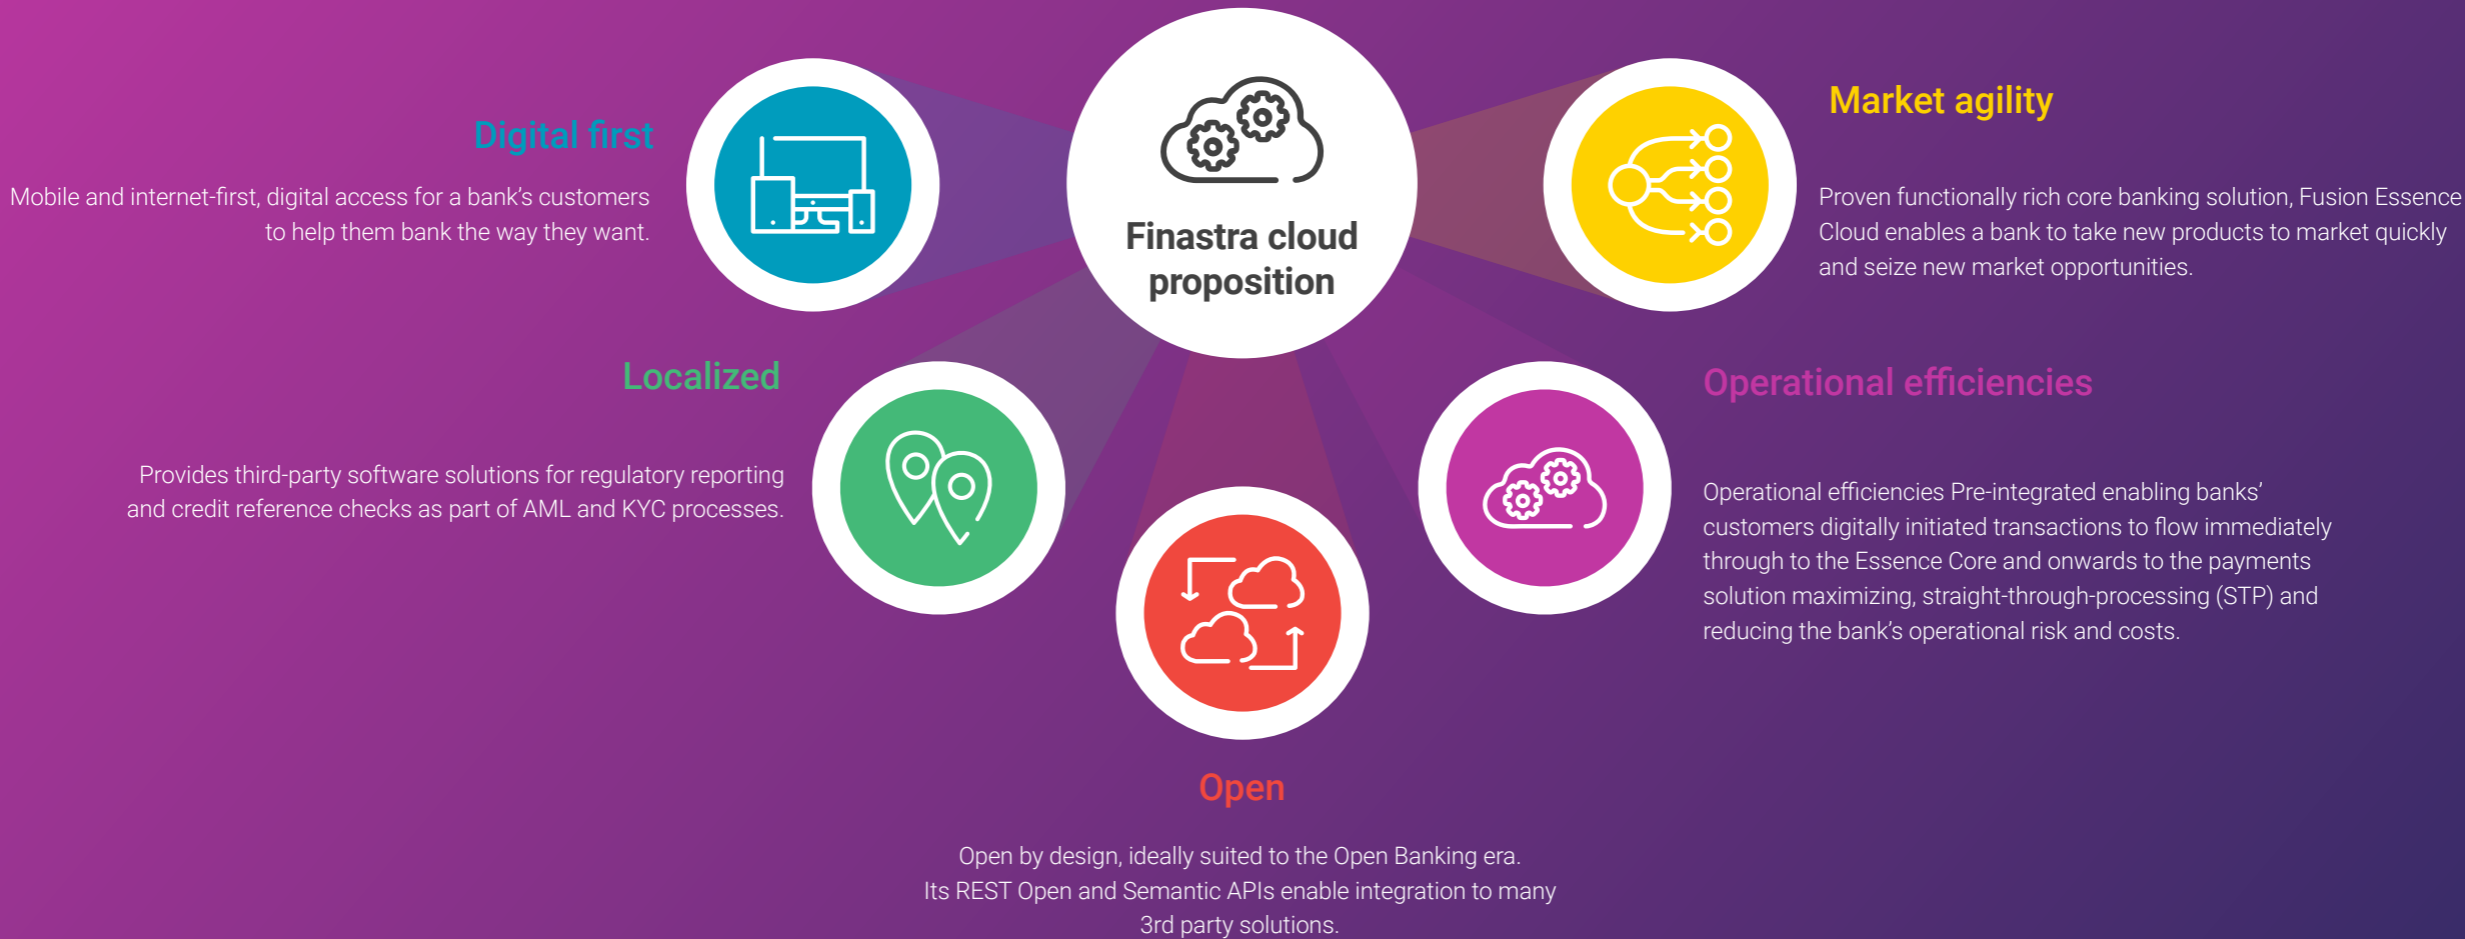 Finastra cloud
proposition
Digital first
Mobile and internet-first, digital access for a bank’s customers
to help them bank the way they want.
Localized
Provides third-party software solutions for regulatory reporting
and credit reference checks as part of AML and KYC processes.
Open
Open by design, ideally suited to the Open Banking era.
Its REST Open and Semantic APIs enable integration to many
3rd party solutions.
Operational efficiencies
Operational efficiencies Pre-integrated enabling banks’
customers digitally initiated transactions to flow immediately
through to the Essence Core and onwards to the payments
solution maximizing, straight-through-processing (STP) and
reducing the bank’s operational risk and costs.
Market agility
Proven functionally rich core banking solution, Fusion Essence
Cloud enables a bank to take new products to market quickly
and seize new market opportunities.